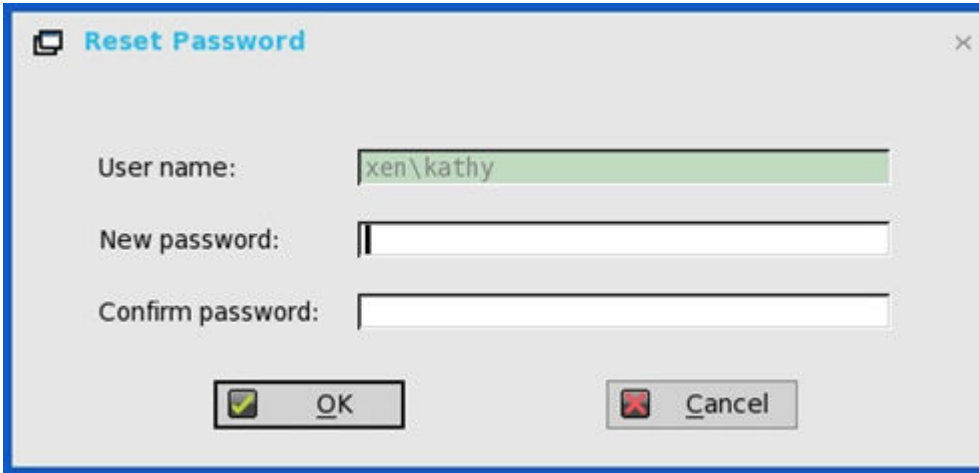 Reset Password
User name: xen\kathy
New password:
Confirm password:
OK Cancel